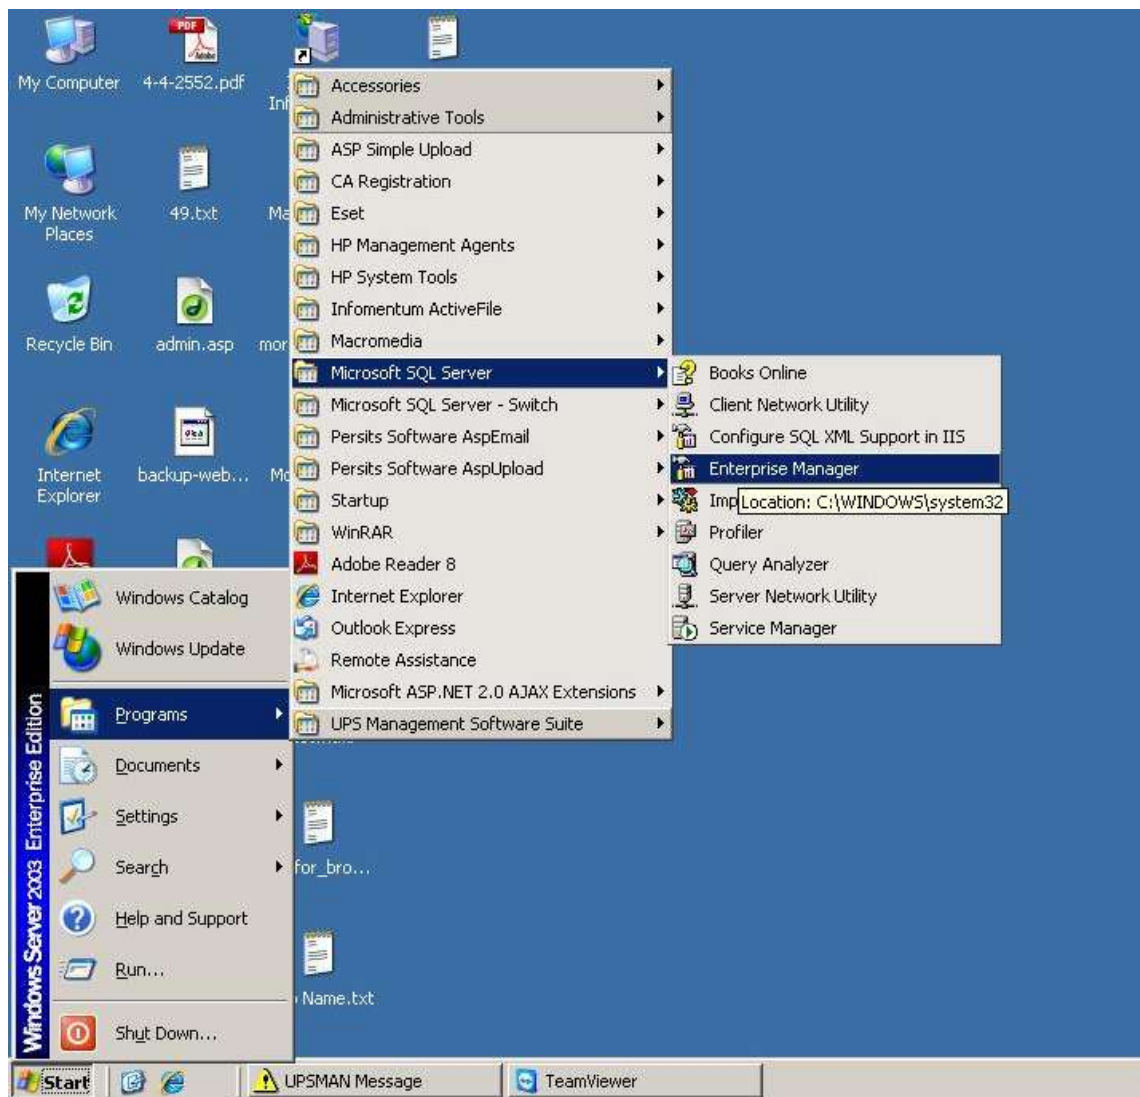 My Computer
4-4-2552.pdf
My Network
Places
49.txt
Recycle Bin
admin.asp
Internet
Explorer
backup-web...
Accessories
Administrative Tools
ASP Simple Upload
CA Registration
Eset
HP Management Agents
HP System Tools
Infomentum ActiveFile
Macromedia
Microsoft SQL Server
Microsoft SQL Server - Switch
Persits Software AspEmail
Persits Software AspUpload
Startup
WinRAR
Adobe Reader 8
Internet Explorer
Outlook Express
Remote Assistance
Microsoft ASP.NET 2.0 AJAX Extensions
UPS Management Software Suite
Books Online
Client Network Utility
Configure SQL XML Support in IIS
Enterprise Manager
Location: C:\WINDOWS\system32
Profiler
Query Analyzer
Server Network Utility
Service Manager
Windows Catalog
Windows Update
Programs
Documents
Settings
Search
Help and Support
Run...
Shut Down...
Windows Server 2003 Enterprise Edition
for_bro...
Name.txt
Start
UPSMAN Message
TeamViewer